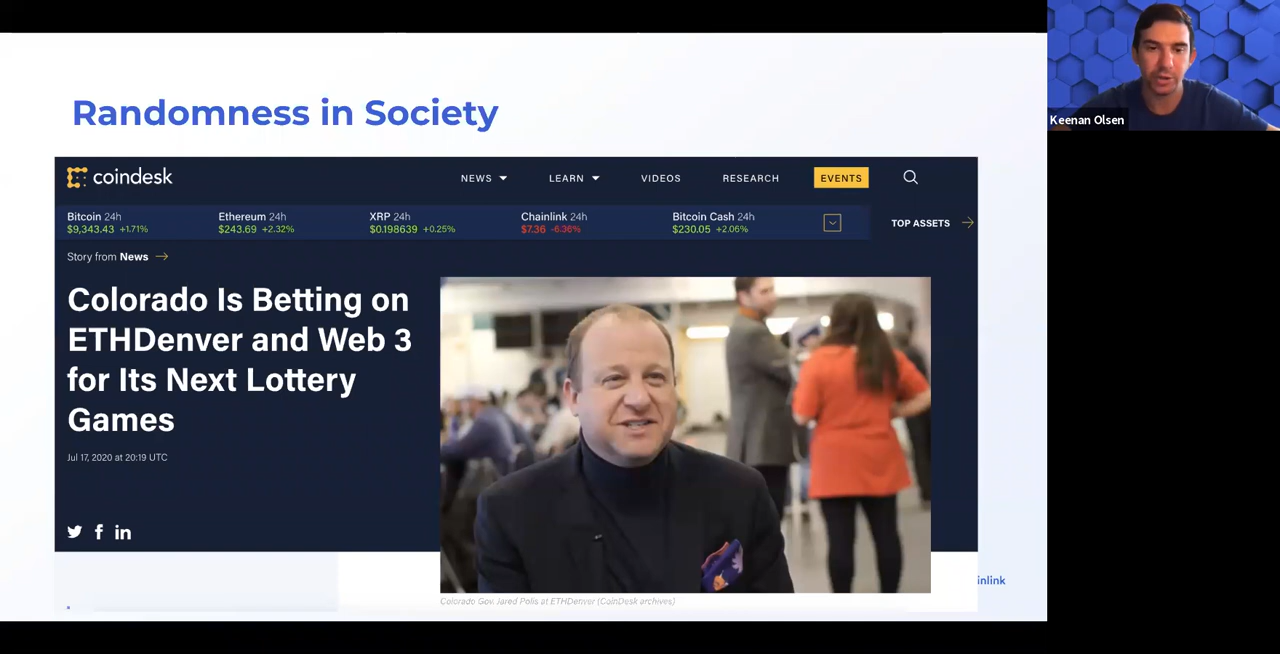 Randomness in Society
Keenan Olsen
coindesk
NEWS
LEARN
VIDEOS
RESEARCH
EVENTS
Bitcoin 24h
$9,343.43 +1.71%
Ethereum 24h
$243.69 +2.32%
XRP 24h
$0.198639 +0.25%
Chainlink 24h
$7.36 -6.36%
Bitcoin Cash 24h
$230.05 +2.06%
TOP ASSETS
Story from News
Colorado Is Betting on
ETHDenver and Web 3
for Its Next Lottery
Games
Jul 17, 2020 at 20:19 UTC
inlink
Colorado Gov. Jared Polis at ETHDenver (CoinDesk archives)